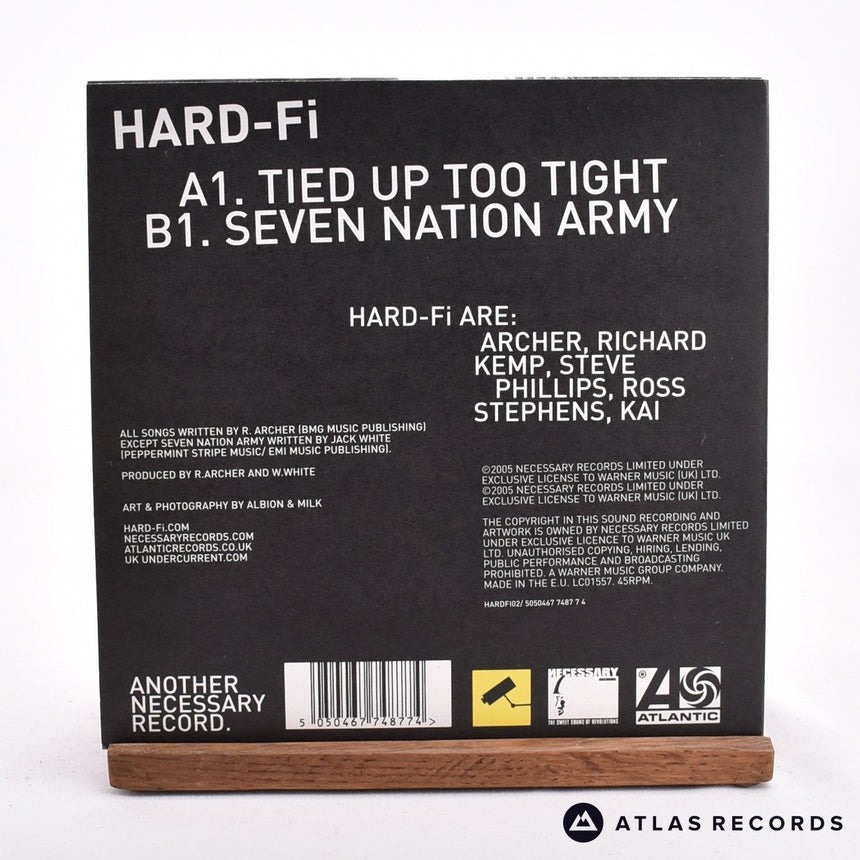 HARD-Fi
A1. TIED UP TOO TIGHT
B1. SEVEN NATION ARMY
HARD-Fi ARE:
ARCHER, RICHARD
KEMP, STEVE
PHILLIPS, ROSS
STEPHENS, KAI
ALL SONGS WRITTEN BY R. ARCHER (BMG MUSIC PUBLISHING)
EXCEPT SEVEN NATION ARMY WRITTEN BY JACK WHITE
(PEPPERMINT STRIPE MUSIC/ EMI MUSIC PUBLISHING).
PRODUCED BY R.ARCHER AND W.WHITE
ART & PHOTOGRAPHY BY ALBION & MILK
HARD-Fi.COM
NECESSARYRECORDS.COM
ATLANTICRECORDS.CO.UK
UK UNDERCURRENT.COM
℗2005 NECESSARY RECORDS LIMITED UNDER
EXCLUSIVE LICENSE TO WARNER MUSIC (UK) LTD.
©2005 NECESSARY RECORDS LIMITED UNDER
EXCLUSIVE LICENSE TO WARNER MUSIC (UK) LTD.
THE COPYRIGHT IN THIS SOUND RECORDING AND
ARTWORK IS OWNED BY NECESSARY RECORDS LIMITED
UNDER EXCLUSIVE LICENCE TO WARNER MUSIC UK
LTD. UNAUTHORISED COPYING, HIRING, LENDING,
PUBLIC PERFORMANCE AND BROADCASTING
PROHIBITED. A WARNER MUSIC GROUP COMPANY.
MADE IN THE E.U. LC01557. 45RPM.
HARDFI02/ 5050467 7487 7 4
ANOTHER
NECESSARY
RECORD.
5 050467 748774 >
NECESSARY
RECORDS
THE SWEET SOUND OF REVOLUTIONS
® A
ATLANTIC
ATLAS RECORDS